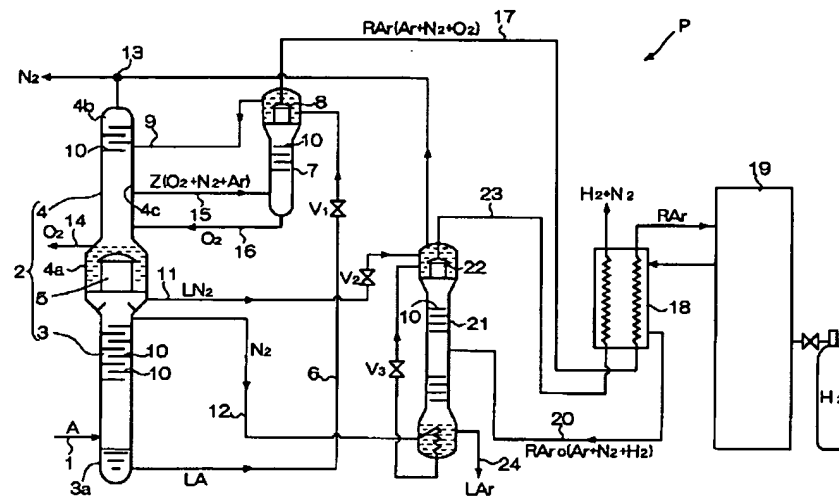 RAr(Ar+N2+O2)
17
P
13
N2
4b
8
9
10
10
7
Z(O2+N2+Ar)
19
4
4c
15
V1
23
H2+N2
RAr
14
O2
O2
16
V2
22
2
4a
5
11
LN2
10
21
18
3
10
10
N2
6
V3
H2
12
20
A
1
3a
LA
RAro(Ar+N2+H2)
24
LAr